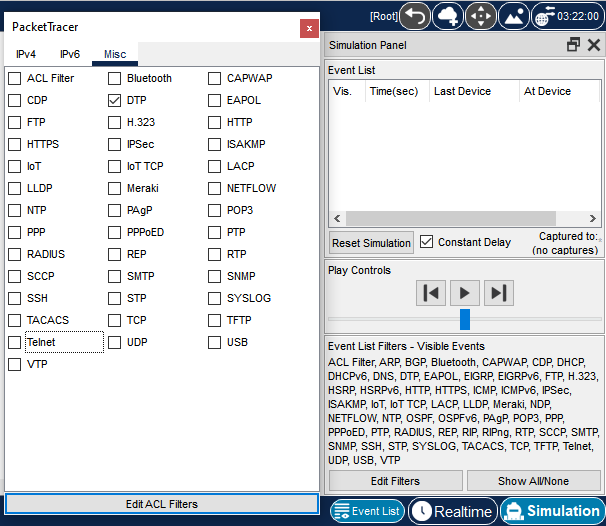 [Root]
03:22:00
PacketTracer
x
IPv4 IPv6 Misc
ACL Filter Bluetooth CAPWAP
CDP DTP EAPOL
FTP H.323 HTTP
HTTPS IPSec ISAKMP
IoT IoT TCP LACP
LLDP Meraki NETFLOW
NTP PAgP POP3
PPP PPPoED PTP
RADIUS REP RTP
SCCP SMTP SNMP
SSH STP SYSLOG
TACACS TCP TFTP
Telnet UDP USB
VTP
Edit ACL Filters
Simulation Panel
Event List
Vis. Time(sec) Last Device At Device
Reset Simulation Constant Delay
Captured to:
(no captures)
Play Controls
Event List Filters - Visible Events
ACL Filter, ARP, BGP, Bluetooth, CAPWAP, CDP, DHCP,
DHCPv6, DNS, DTP, EAPOL, EIGRP, EIGRPv6, FTP, H.323,
HSRP, HSRPv6, HTTP, HTTPS, ICMP, ICMPv6, IPSec,
ISAKMP, IoT, IoT TCP, LACP, LLDP, Meraki, NDP,
NETFLOW, NTP, OSPF, OSPFv6, PAgP, POP3, PPP,
PPPoED, PTP, RADIUS, REP, RIP, RIPng, RTP, SCCP, SMTP,
SNMP, SSH, STP, SYSLOG, TACACS, TCP, TFTP, Telnet,
UDP, USB, VTP
Edit Filters Show All/None
Event List Realtime Simulation